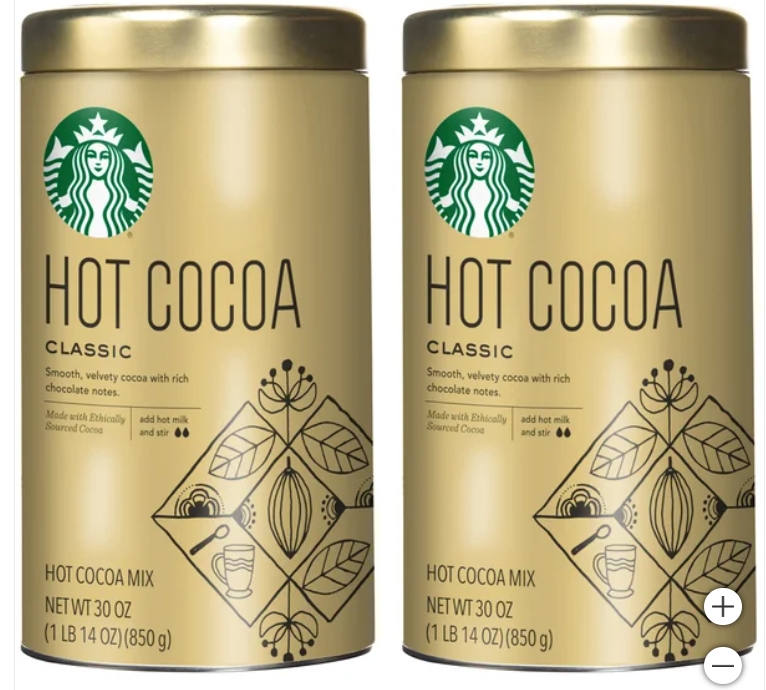 HOT COCOA
CLASSIC
Smooth, velvety cocoa with rich
chocolate notes.
Made with Ethically
Sourced Cocoa
add hot milk
and stir
HOT COCOA MIX
NET WT 30 OZ
(1 LB 14 OZ) (850 g)
HOT COCOA
CLASSIC
Smooth, velvety cocoa with rich
chocolate notes.
Made with Ethically
Sourced Cocoa
add hot milk
and stir
HOT COCOA MIX
NET WT 30 OZ
(1 LB 14 OZ) (850 g)